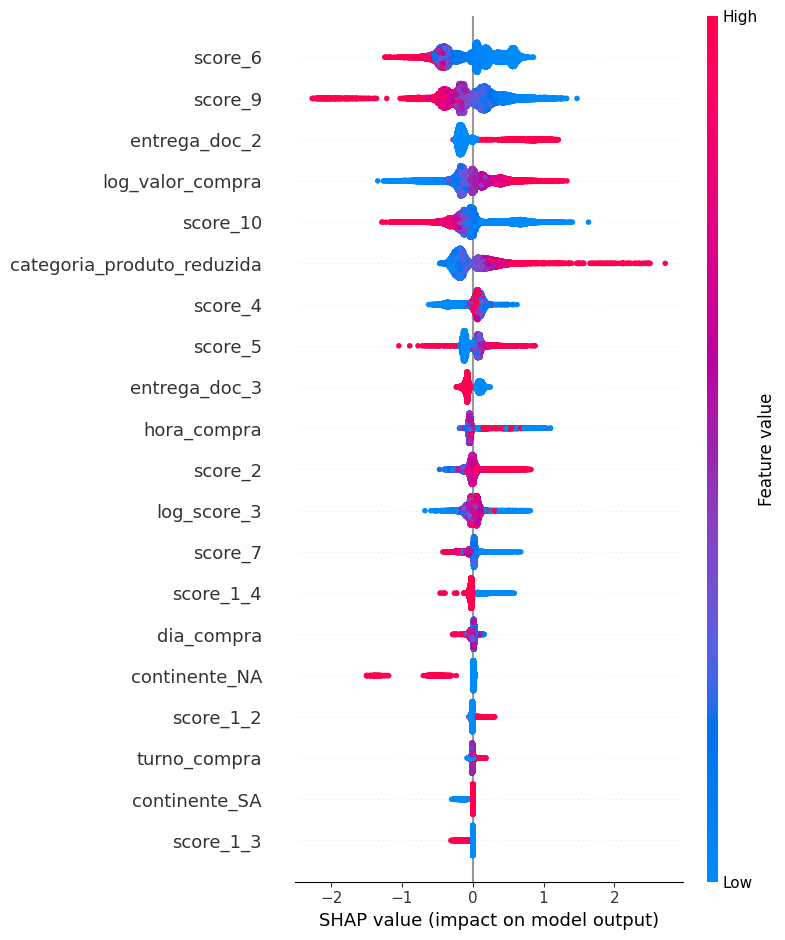 High
score_6
score_9
entrega_doc_2
log_valor_compra
score_10
categoria_produto_reduzida
score_4
score_5
entrega_doc_3
hora_compra
score_2
log_score_3
score_7
score_1_4
dia_compra
continente_NA
score_1_2
turno_compra
continente_SA
score_1_3
Feature value
Low
−2 −1 0 1 2
SHAP value (impact on model output)